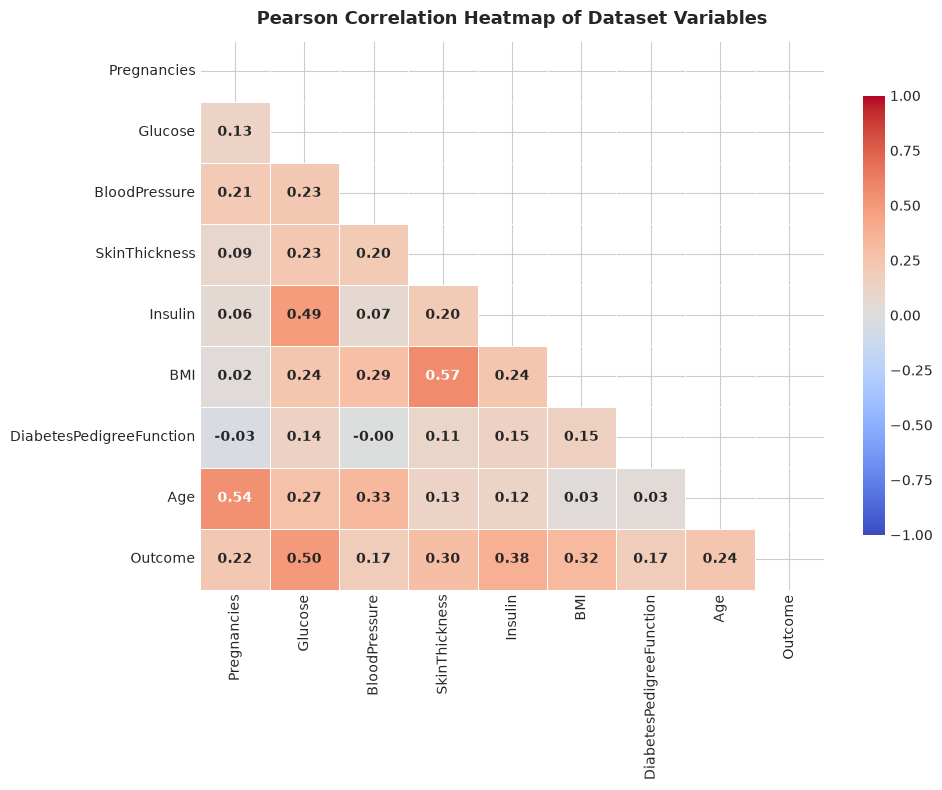 Pearson Correlation Heatmap of Dataset Variables
Pregnancies
Glucose 0.13
BloodPressure 0.21 0.23
SkinThickness 0.09 0.23 0.20
Insulin 0.06 0.49 0.07 0.20
BMI 0.02 0.24 0.29 0.57 0.24
DiabetesPedigreeFunction -0.03 0.14 -0.00 0.11 0.15 0.15
Age 0.54 0.27 0.33 0.13 0.12 0.03 0.03
Outcome 0.22 0.50 0.17 0.30 0.38 0.32 0.17 0.24
Pregnancies
Glucose
BloodPressure
SkinThickness
Insulin
BMI
DiabetesPedigreeFunction
Age
Outcome
1.00
0.75
0.50
0.25
0.00
−0.25
−0.50
−0.75
−1.00